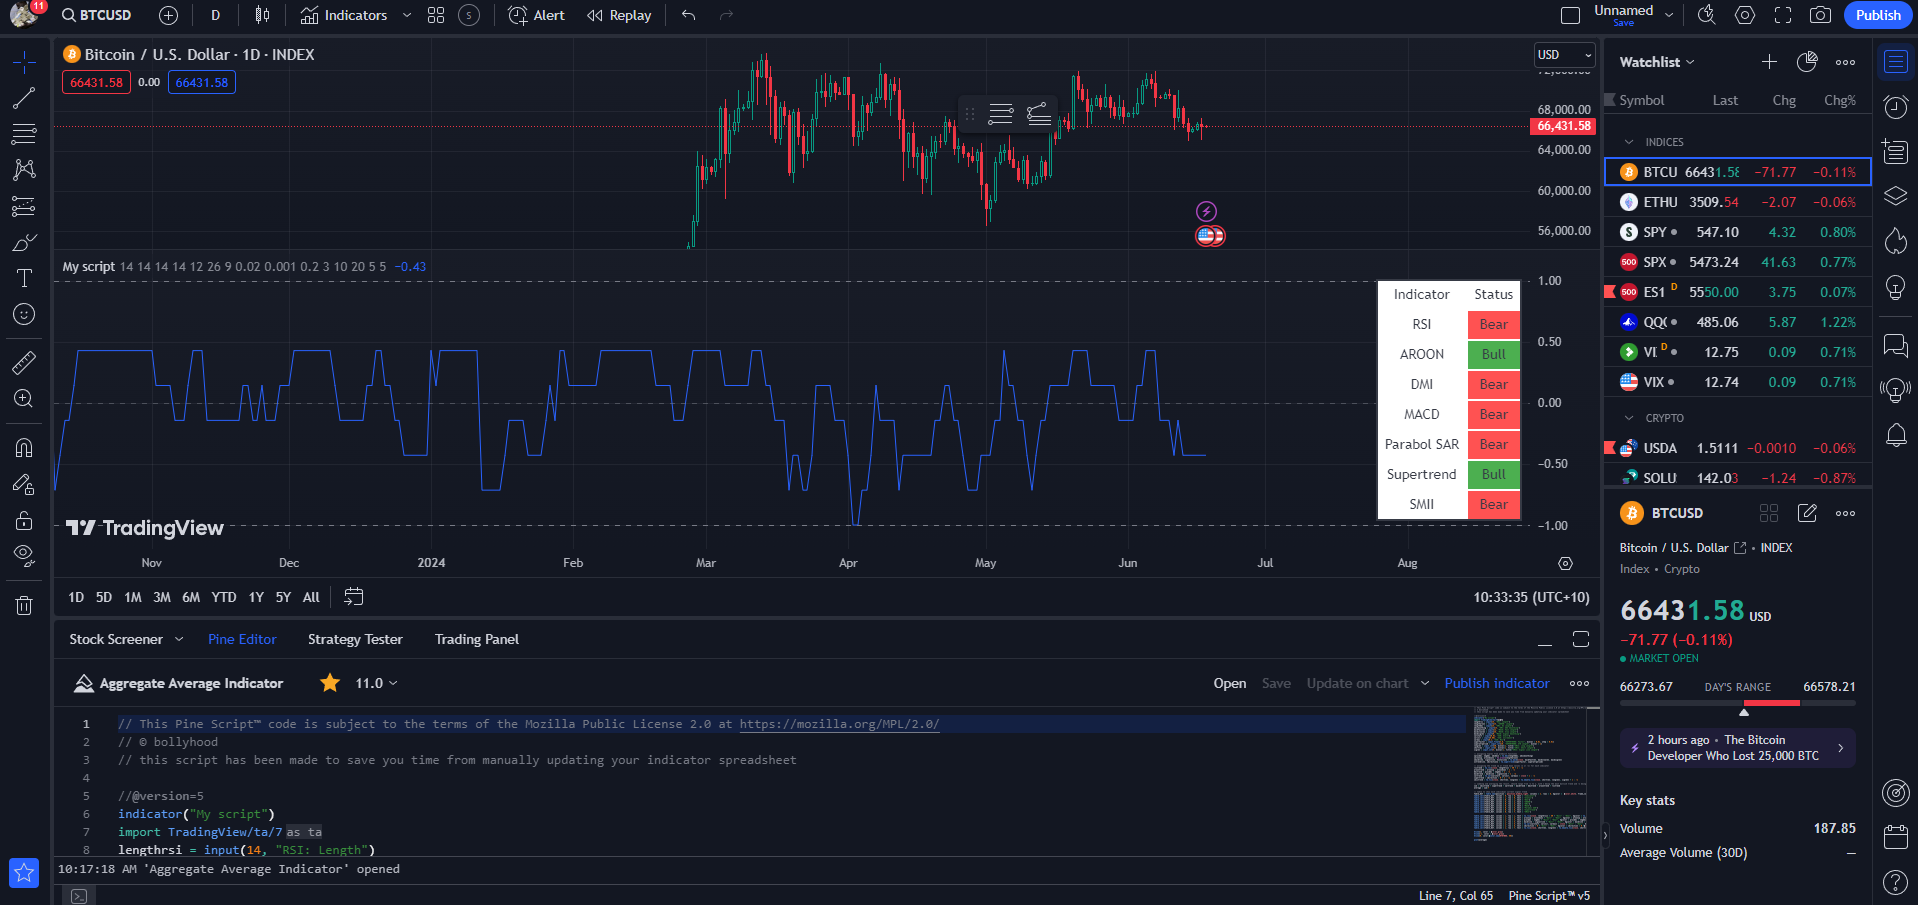 11
BTCUSD
D
Indicators
S
Alert
Replay
Unnamed
Save
Publish
Bitcoin / U.S. Dollar · 1D · INDEX
66431.58 0.00 66431.58
USD
72,000.00
68,000.00
66,431.58
64,000.00
60,000.00
56,000.00
My script 14 14 14 14 12 26 9 0.02 0.001 0.2 3 10 20 5 5 −0.43
1.00
0.50
0.00
−0.50
−1.00
Indicator Status
RSI Bear
AROON Bull
DMI Bear
MACD Bear
Parabol SAR Bear
Supertrend Bull
SMII Bear
TradingView
Nov Dec 2024 Feb Mar Apr May Jun Jul Aug
1D 5D 1M 3M 6M YTD 1Y 5Y All
10:33:35 (UTC+10)
Stock Screener Pine Editor Strategy Tester Trading Panel
Aggregate Average Indicator 11.0
Open Save Update on chart Publish indicator
1 // This Pine Script™ code is subject to the terms of the Mozilla Public License 2.0 at https://mozilla.org/MPL/2.0/
2 // © bollyhood
3 // this script has been made to save you time from manually updating your indicator spreadsheet
4
5 //@version=5
6 indicator("My script")
7 import TradingView/ta/7 as ta
8 lengthrsi = input(14, "RSI: Length")
10:17:18 AM 'Aggregate Average Indicator' opened
Line 7, Col 65 Pine Script™ v5
Watchlist
Symbol Last Chg Chg%
INDICES
BTCU 66431.58 −71.77 −0.11%
ETHU 3509.54 −2.07 −0.06%
SPY 547.10 4.32 0.80%
500 SPX 5473.24 41.63 0.77%
500 ES1 D 5550.00 3.75 0.07%
QQ 485.06 5.87 1.22%
VI D 12.75 0.09 0.71%
VIX 12.74 0.09 0.71%
CRYPTO
USDA 1.5111 −0.0010 −0.06%
SOLU 142.03 −1.24 −0.87%
BTCUSD
Bitcoin / U.S. Dollar • INDEX
Index • Crypto
66431.58 USD
−71.77 (−0.11%)
MARKET OPEN
66273.67 DAY'S RANGE 66578.21
2 hours ago • The Bitcoin
Developer Who Lost 25,000 BTC
Key stats
Volume 187.85
Average Volume (30D) —